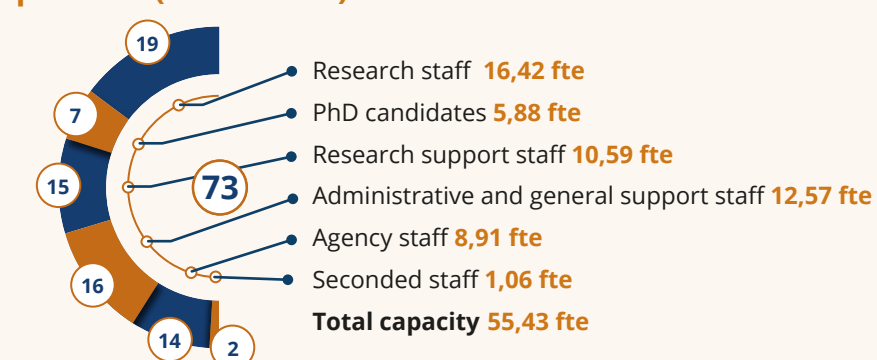 19
Research staff 16,42 fte
7
PhD candidates 5,88 fte
Research support staff 10,59 fte
15
73
Administrative and general support staff 12,57 fte
Agency staff 8,91 fte
16
Seconded staff 1,06 fte
Total capacity 55,43 fte
14
2